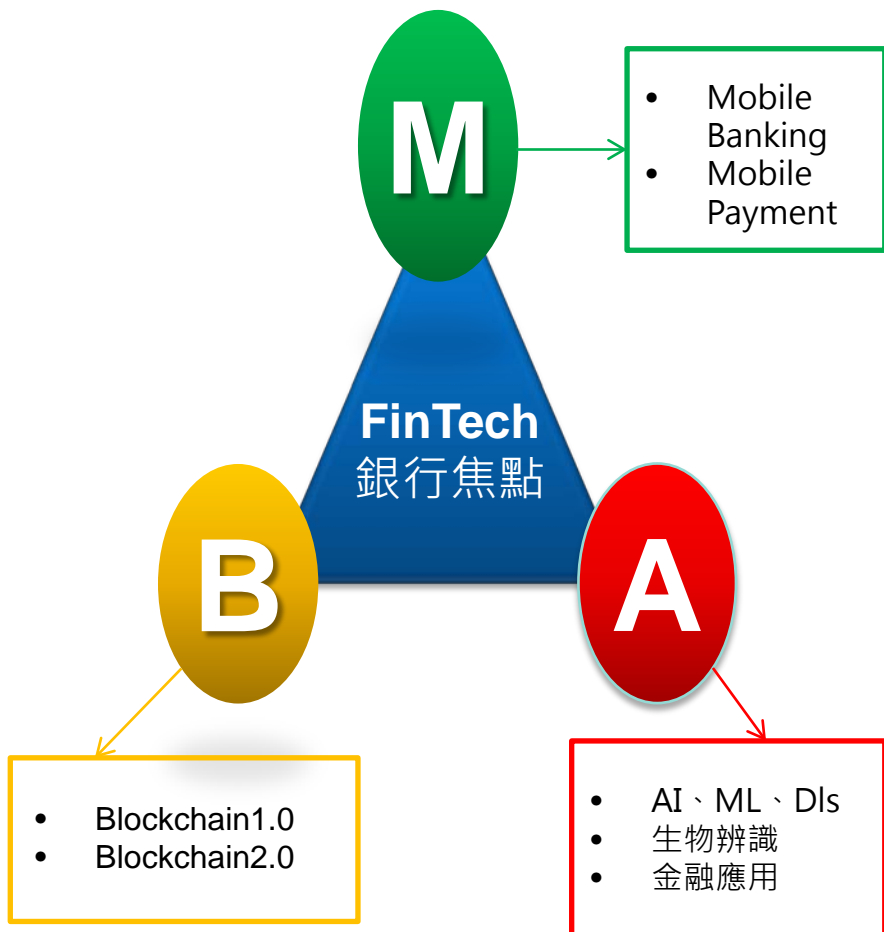 M
• Mobile
Banking
• Mobile
Payment
FinTech
銀行焦點
B
A
• Blockchain1.0
• Blockchain2.0
• AI、ML、Dls
• 生物辨識
• 金融應用